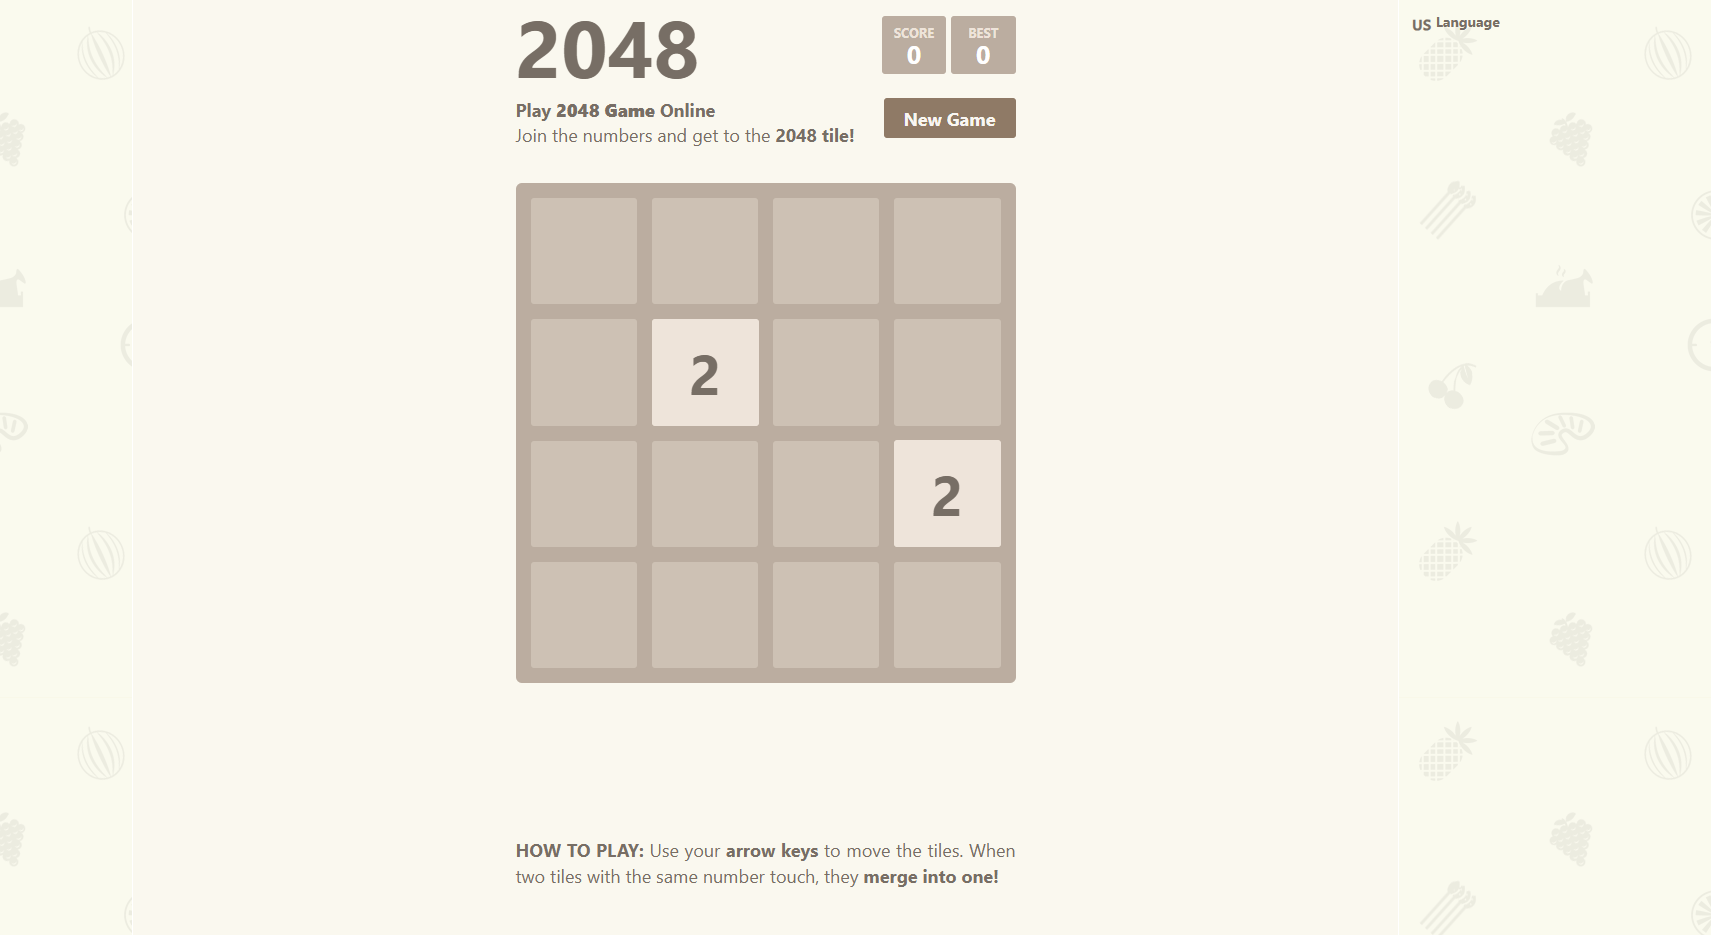 2048
SCORE
0
BEST
0
US Language
Play 2048 Game Online
Join the numbers and get to the 2048 tile!
New Game
2
2
HOW TO PLAY: Use your arrow keys to move the tiles. When
two tiles with the same number touch, they merge into one!